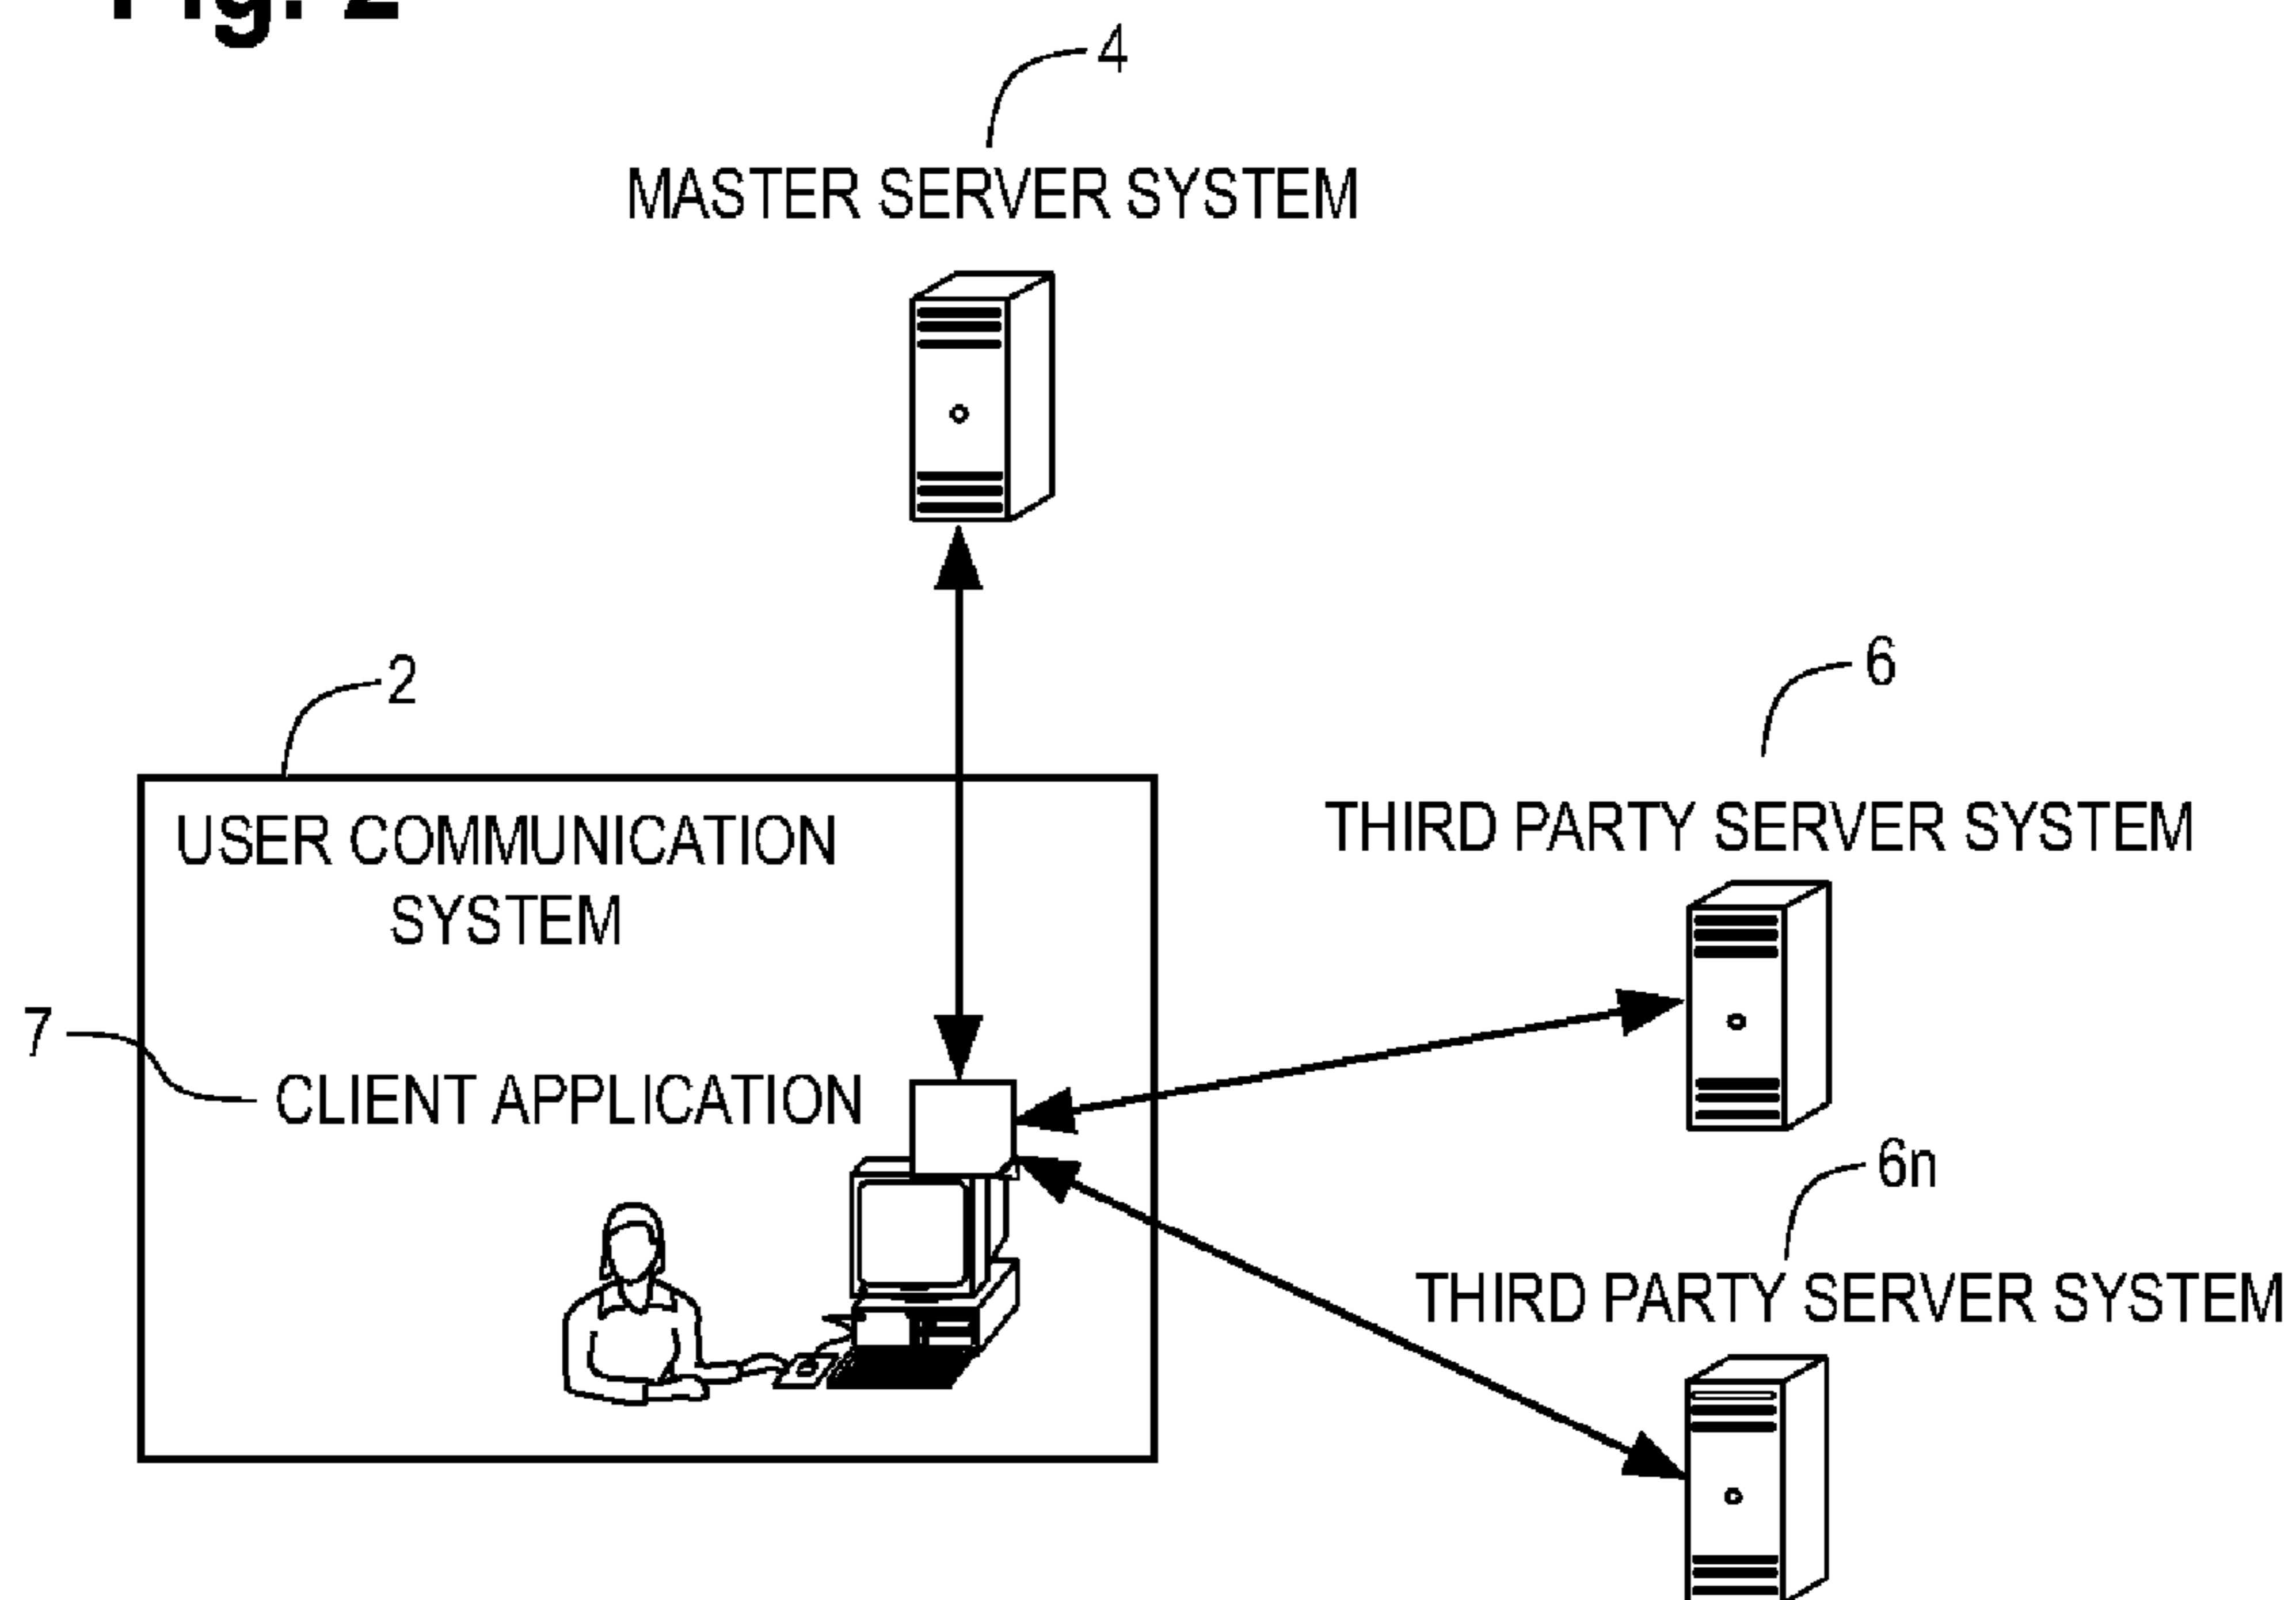 Fig. 2
4
MASTER SERVER SYSTEM
2
6
USER COMMUNICATION
SYSTEM
THIRD PARTY SERVER SYSTEM
7
CLIENT APPLICATION
6n
THIRD PARTY SERVER SYSTEM